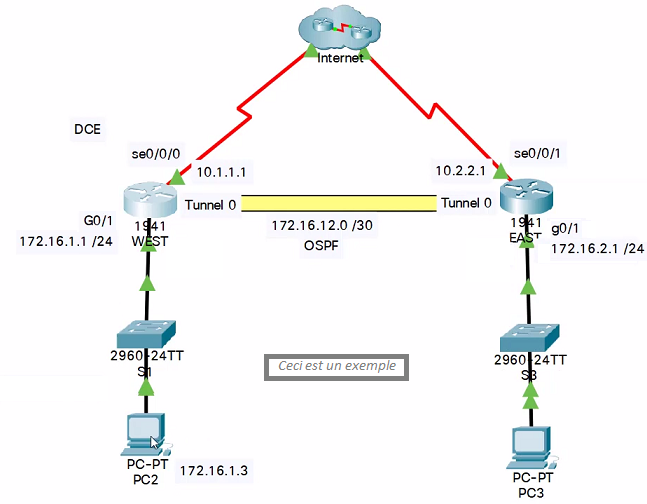 Internet
DCE
se0/0/0
se0/0/1
10.1.1.1
10.2.2.1
Tunnel 0
Tunnel 0
G0/1
172.16.1.1 /24
1941
WEST
172.16.12.0 /30
OSPF
1941
EAST
g0/1
172.16.2.1 /24
2960-24TT
S1
2960-24TT
S3
Ceci est un exemple
PC-PT
PC2
172.16.1.3
PC-PT
PC3